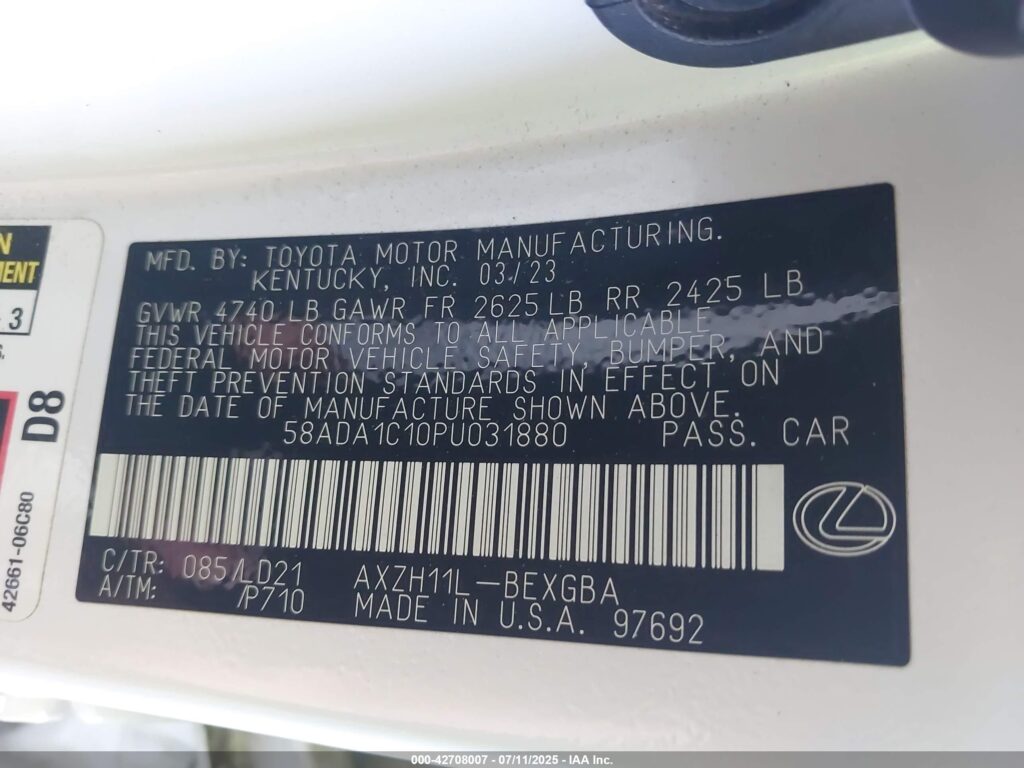 N
MENT
3
D8
42661-06C80
MFD. BY: TOYOTA MOTOR MANUFACTURING.
KENTUCKY, INC. 03/23
GVWR 4740 LB GAWR FR 2625 LB RR 2425 LB
THIS VEHICLE CONFORMS TO ALL APPLICABLE
FEDERAL MOTOR VEHICLE SAFETY, BUMPER, AND
THEFT PREVENTION STANDARDS IN EFFECT ON
THE DATE OF MANUFACTURE SHOWN ABOVE.
58ADA1C10PU031880 PASS. CAR
C/TR: 085/LD21 AXZH11L-BEXGBA
A/TM: /P710 MADE IN U.S.A. 97692
000-42708007 - 07/11/2025 - IAA Inc.